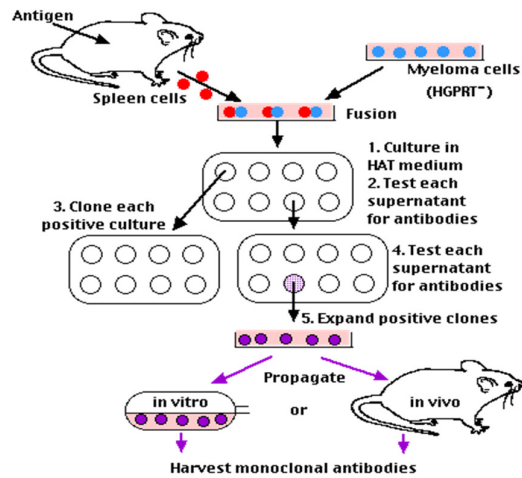 Antigen
Spleen cells
Myeloma cells
(HGPRT⁻)
Fusion
1. Culture in
HAT medium
2. Test each
supernatant
for antibodies
3. Clone each
positive culture
4. Test each
supernatant
for antibodies
5. Expand positive clones
Propagate
in vitro
or
in vivo
Harvest monoclonal antibodies